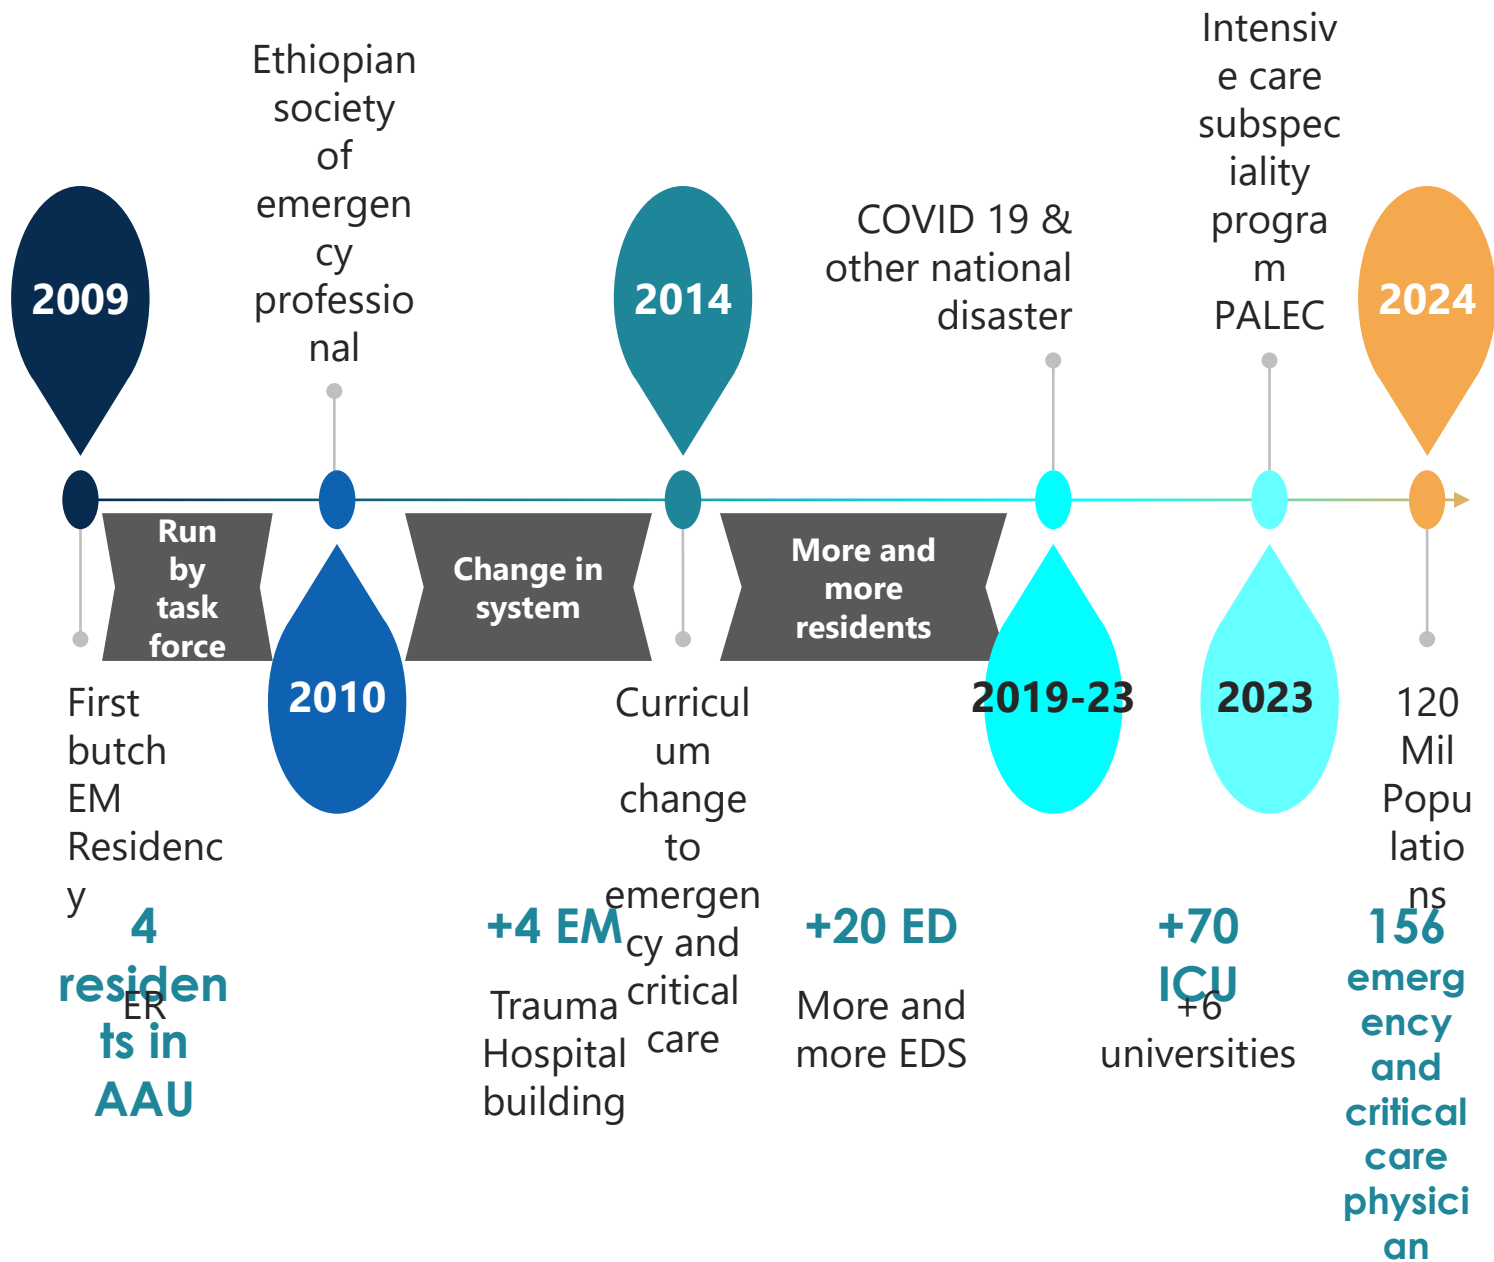 Ethiopian
society
of
emergen
cy
professio
nal
Intensiv
e care
subspec
iality
progra
m
PALEC
COVID 19 &
other national
disaster
2009
2014
2024
Run
by
task
force
Change in
system
More and
more
residents
2010
2019-23
2023
First
butch
EM
Residenc
y
Curricul
um
change
to
emergen
cy and
critical
care
120
Mil
Popu
latio
ns
4
residen
ts in
AAU
ER
+4 EM
Trauma
Hospital
building
+20 ED
More and
more EDS
+70
ICU
+6
universities
156
emerg
ency
and
critical
care
physici
an